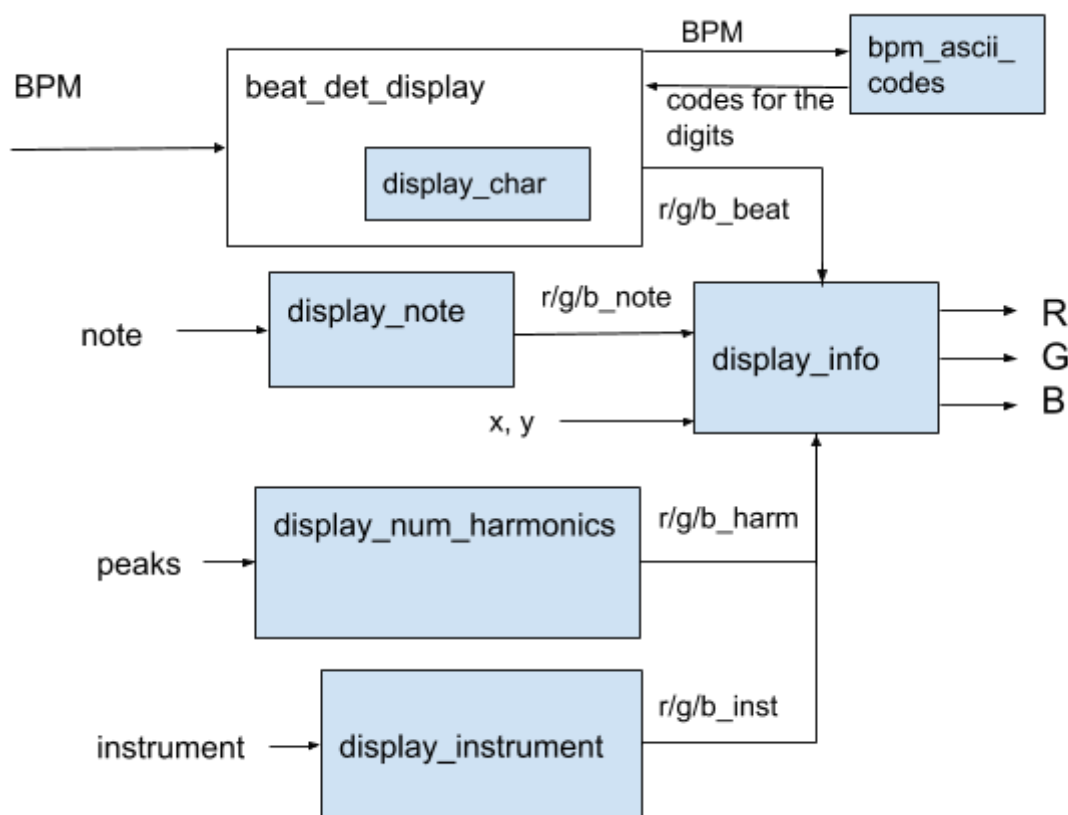 BPM
beat_det_display
display_char
BPM
codes for the
digits
bpm_ascii_
codes
r/g/b_beat
note
display_note
r/g/b_note
x, y
display_info
R
G
B
peaks
display_num_harmonics
r/g/b_harm
instrument
display_instrument
r/g/b_inst